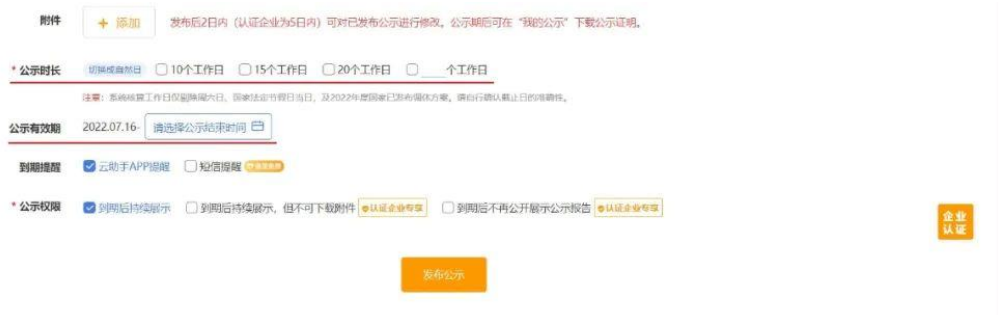 附件 + 添加 发布后2日内（认证企业为5日内）可对已发布公示进行修改。公示期后可在“我的公示”下载公示证明。
* 公示时长 切换成自然日 10个工作日 15个工作日 20个工作日 ____个工作日
注意：系统核算工作日仅剔除周六日、国家法定节假日当日，及2022年度国家已发布调休方案。请自行确认截止日的准确性。
公示有效期 2022.07.16- 请选择公示结束时间
到期提醒 云助手APP提醒 短信提醒
* 公示权限 到期后持续展示 到期后持续展示，但不可下载附件 认证企业专享 到期后不再公开展示公示报告 认证企业专享
企业
认证
发布公示